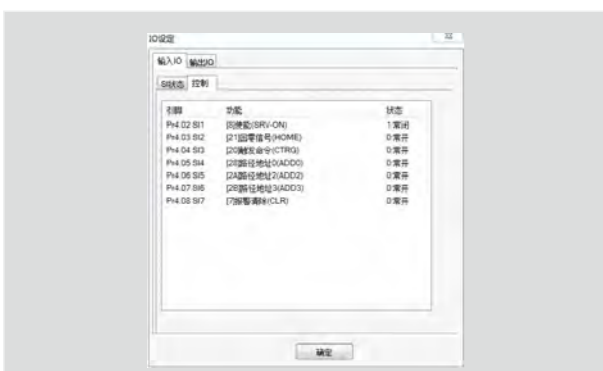 IO设定
输入IO 输出IO
SI状态 控制
引脚 功能 状态
Pr4.02 SI1 [8]使能(SRV-ON) 1:常闭
Pr4.03 SI2 [21]回零信号(HOME) 0:常开
Pr4.04 SI3 [20]触发命令(CTRG) 0:常开
Pr4.05 SI4 [28]路径地址0(ADD0) 0:常开
Pr4.06 SI5 [2A]路径地址2(ADD2) 0:常开
Pr4.07 SI6 [2B]路径地址3(ADD3) 0:常开
Pr4.08 SI7 [7]报警清除(CLR) 0:常开
确定